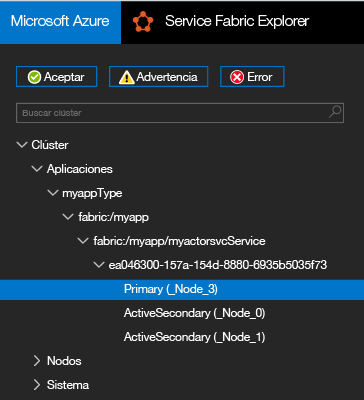 Microsoft Azure Service Fabric Explorer
Aceptar Advertencia Error
Buscar clúster
Clúster
Aplicaciones
myappType
fabric:/myapp
fabric:/myapp/myactorsvcService
ea046300-157a-154d-8880-6935b5035f73
Primary (_Node_3)
ActiveSecondary (_Node_0)
ActiveSecondary (_Node_1)
Nodos
Sistema